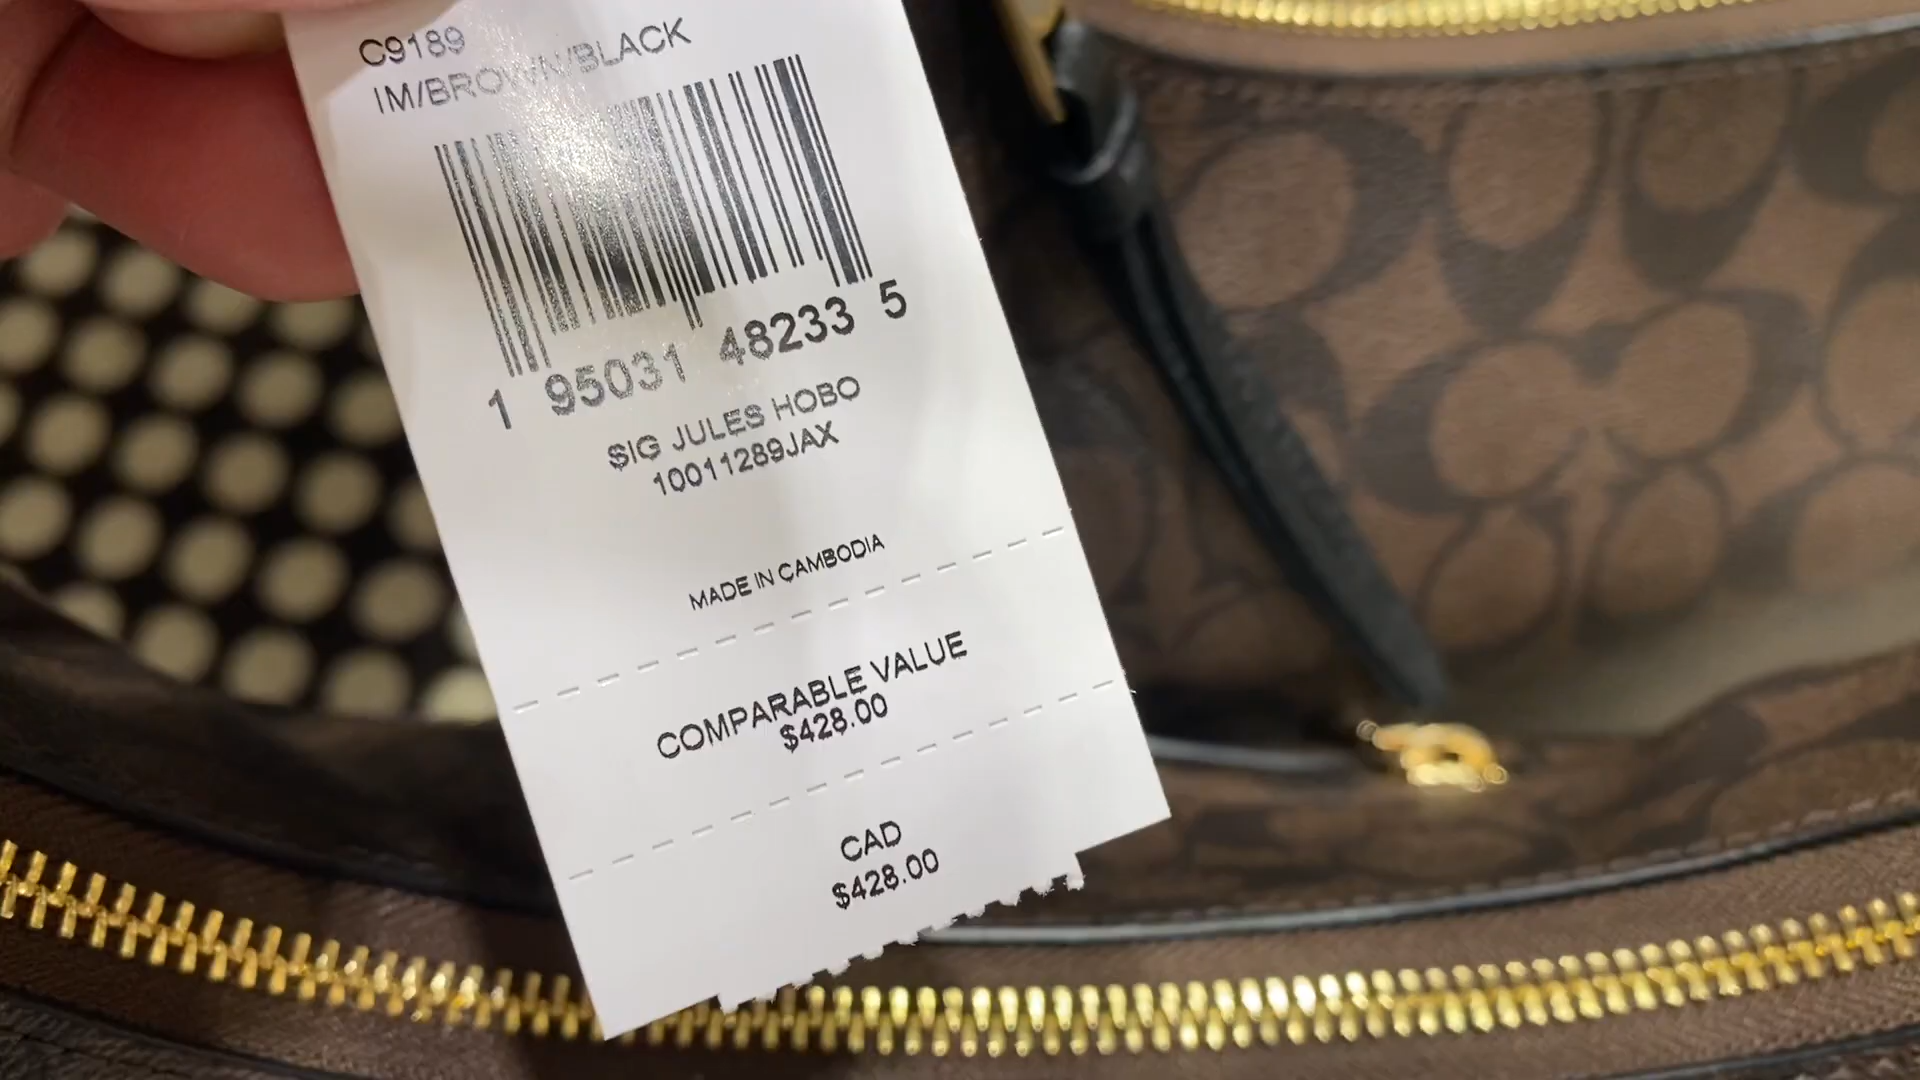 C9189
IM/BROWN/BLACK
1 95031 48233 5
SIG JULES HOBO
10011289JAX
MADE IN CAMBODIA
COMPARABLE VALUE
$428.00
CAD
$428.00